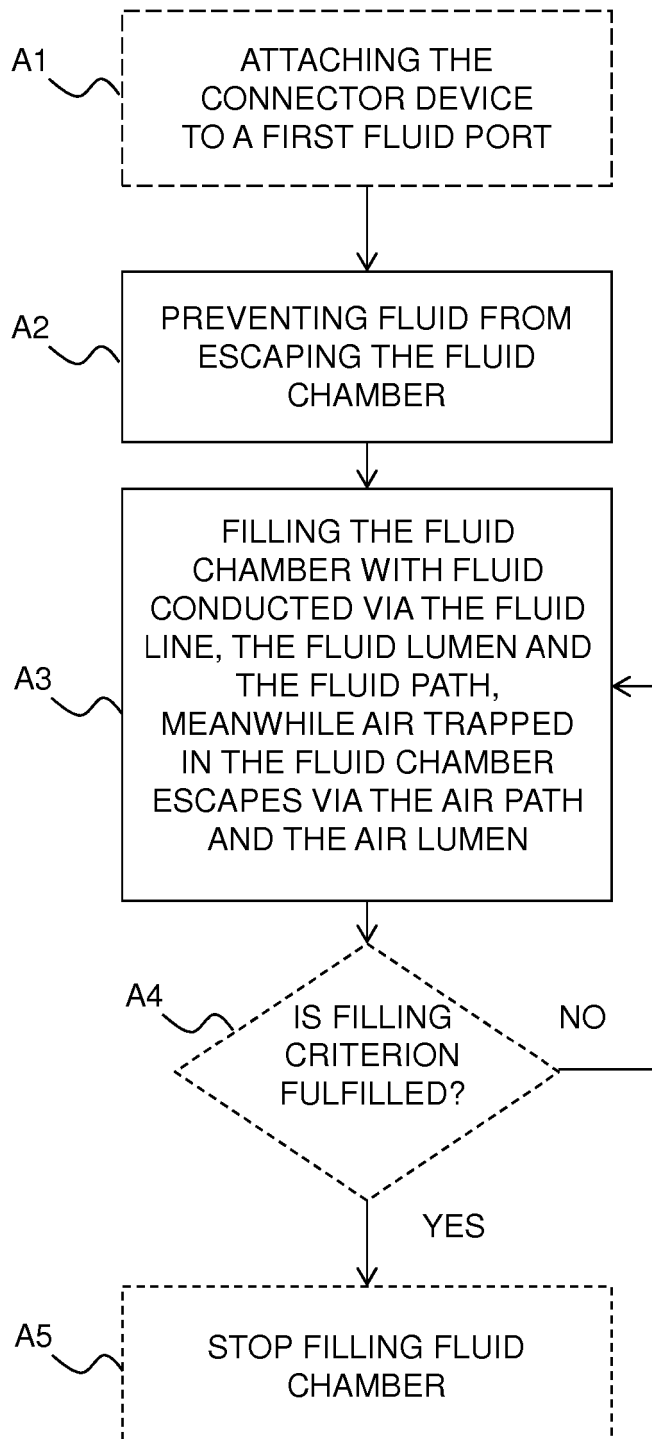 A1
ATTACHING THE
CONNECTOR DEVICE
TO A FIRST FLUID PORT
A2
PREVENTING FLUID FROM
ESCAPING THE FLUID
CHAMBER
A3
FILLING THE FLUID
CHAMBER WITH FLUID
CONDUCTED VIA THE FLUID
LINE, THE FLUID LUMEN AND
THE FLUID PATH,
MEANWHILE AIR TRAPPED
IN THE FLUID CHAMBER
ESCAPES VIA THE AIR PATH
AND THE AIR LUMEN
A4
IS FILLING
CRITERION
FULFILLED?
NO
YES
A5
STOP FILLING FLUID
CHAMBER